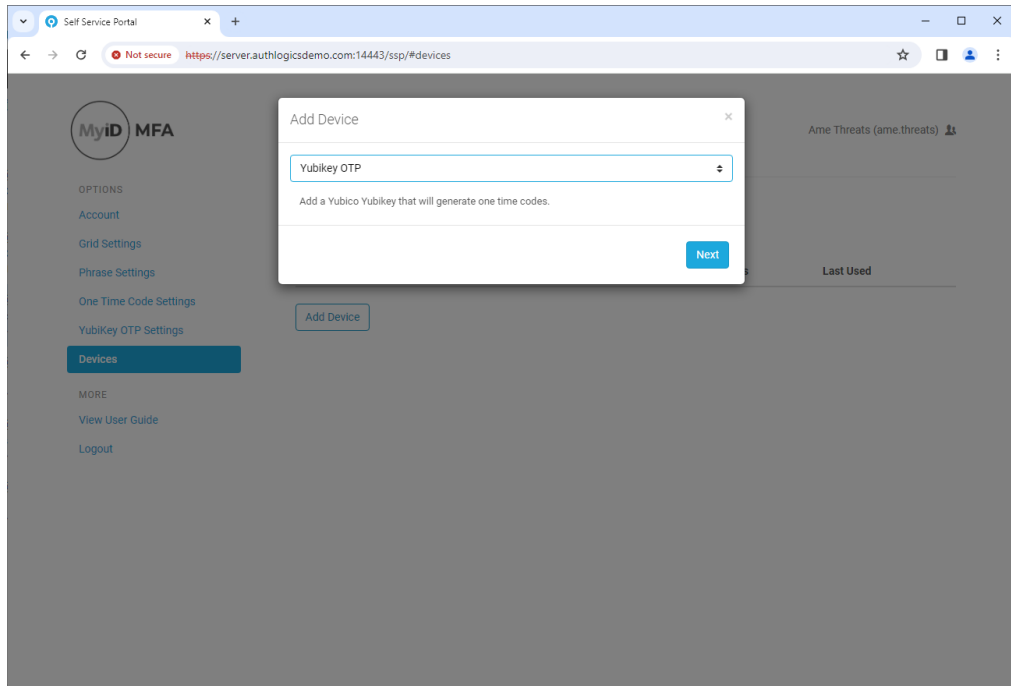 Self Service Portal
Not secure https://server.authlogicsdemo.com:14443/ssp/#devices
MyiD MFA
Ame Threats (ame.threats)
OPTIONS
Account
Grid Settings
Phrase Settings
One Time Code Settings
YubiKey OTP Settings
Devices
MORE
View User Guide
Logout
Add Device
×
Yubikey OTP
Add a Yubico Yubikey that will generate one time codes.
Next
Last Used
Add Device